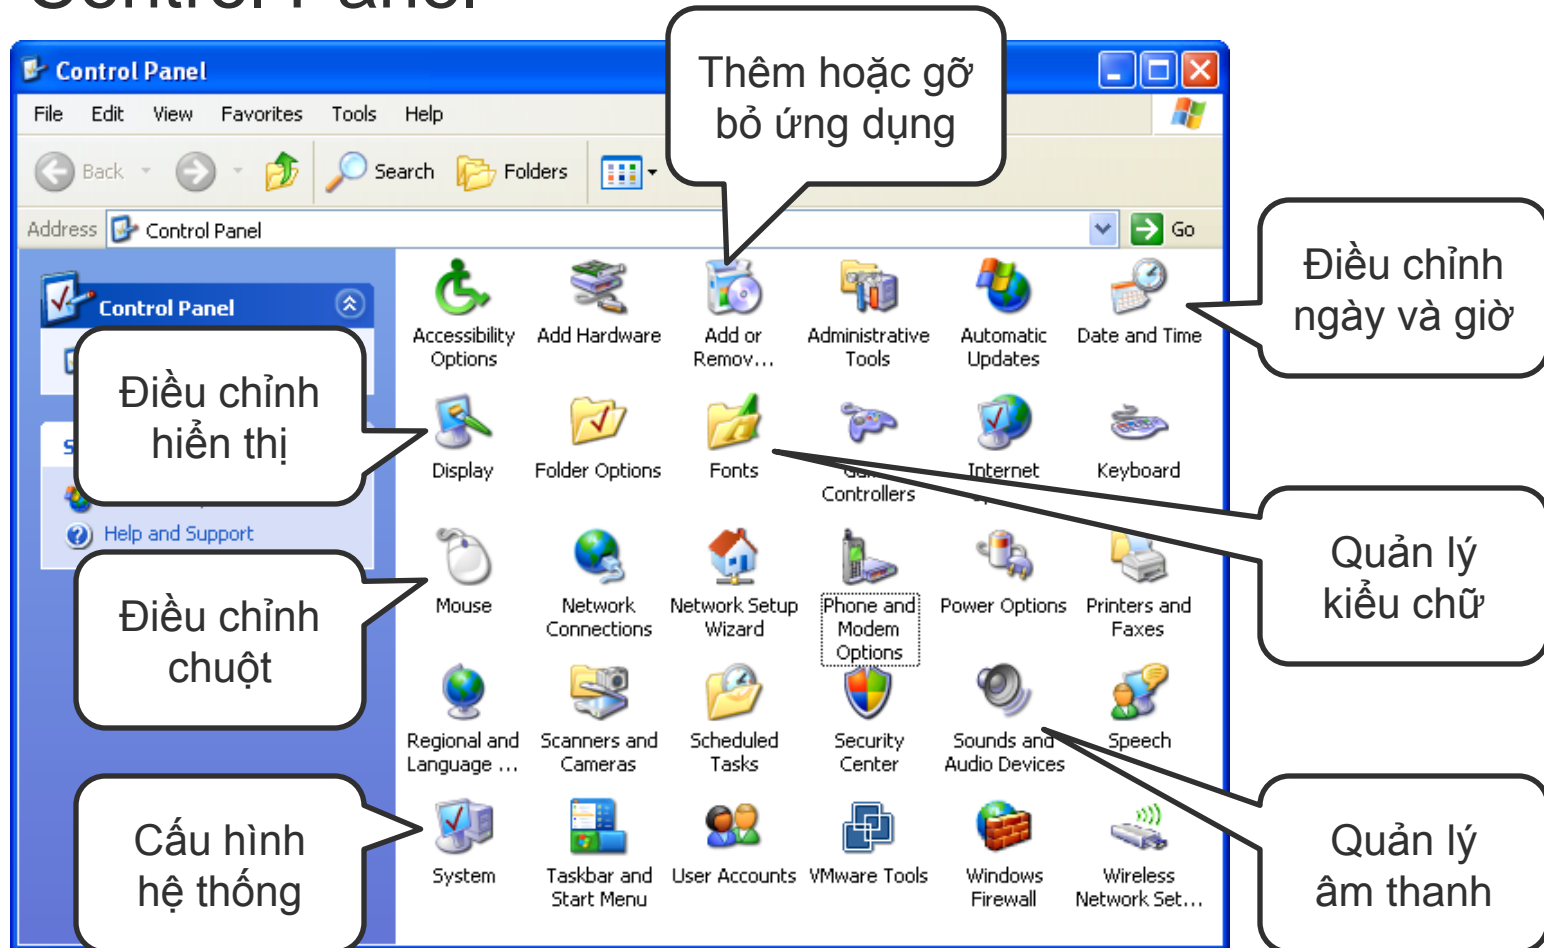 Control Panel
Control Panel
Thêm hoặc gỡ
bỏ ứng dụng
File Edit View Favorites Tools Help
Back Search Folders
Address Control Panel Go
Điều chỉnh
ngày và giờ
Control Panel
Accessibility
Options
Add Hardware
Add or
Remov...
Administrative
Tools
Automatic
Updates
Date and Time
Điều chỉnh
hiển thị
Display
Folder Options
Fonts
Controllers
Internet
Keyboard
Help and Support
Quản lý
kiểu chữ
Điều chỉnh
chuột
Mouse
Network
Connections
Network Setup
Wizard
Phone and
Modem
Options
Power Options
Printers and
Faxes
Regional and
Language ...
Scanners and
Cameras
Scheduled
Tasks
Security
Center
Sounds and
Audio Devices
Speech
Cấu hình
hệ thống
System
Taskbar and
Start Menu
User Accounts
VMware Tools
Windows
Firewall
Wireless
Network Set...
Quản lý
âm thanh